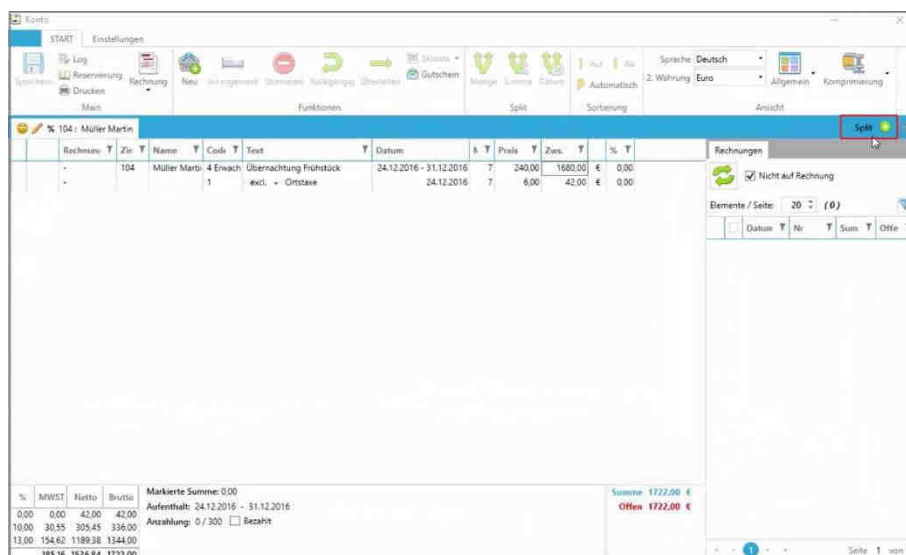 Konto
START Einstellungen
Log
Reservierung
Drucken
Speichern
Rechnung
Main
Neu Arrangement Stornieren Rückgängig Überleiten
Gutschein
Funktionen
Menge Summe Datum
Split
Auf Ab
Automatisch
Sortierung
Sprache Deutsch
2. Währung Euro
Allgemein Komprimierung
Ansicht
% 104 : Müller Martin
Split
Zin Name Code Text Datum Preis Zws. %
- 104 Müller Marti 4 Erwach Übernachtung Frühstück 24.12.2016 - 31.12.2016 7 240,00 1680,00 € 0,00
- 1 excl. - Ortstaxe 24.12.2016 7 6,00 42,00 € 0,00
Rechnungen
Nicht auf Rechnung
Elemente / Seite: 20 (0)
Datum Nr Sum Offe
% MWST Netto Brutto
0,00 0,00 42,00 42,00
10,00 30,55 305,45 336,00
13,00 154,62 1189,38 1344,00
Markierte Summe: 0,00
Aufenthalt: 24.12.2016 - 31.12.2016
Anzahlung: 0 / 300 Bezahlt
Summe 1722,00 €
Offen 1722,00 €
1 Seite 1 von